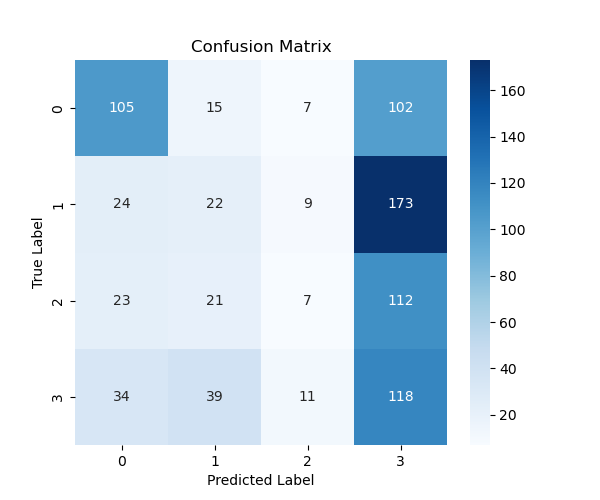 Confusion Matrix
True Label
0 105 15 7 102
1 24 22 9 173
2 23 21 7 112
3 34 39 11 118
0 1 2 3
Predicted Label
160
140
120
100
80
60
40
20